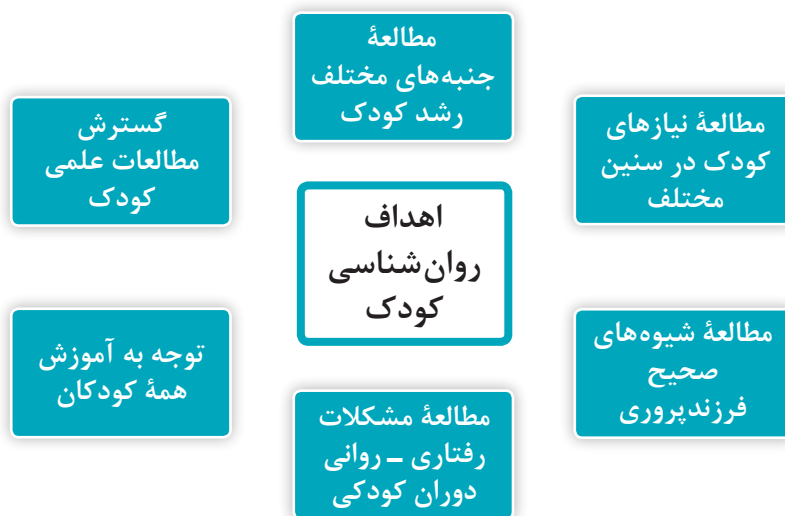 مطالعهٔ
جنبه‌های مختلف
رشد کودک
مطالعهٔ نیازهای
کودک در سنین
مختلف
گسترش
مطالعات علمی
کودک
اهداف
روان‌شناسی
کودک
مطالعهٔ شیوه‌های
صحیح
فرزندپروری
توجه به آموزش
همهٔ کودکان
مطالعهٔ مشکلات
رفتاری ـ روانی
دوران کودکی